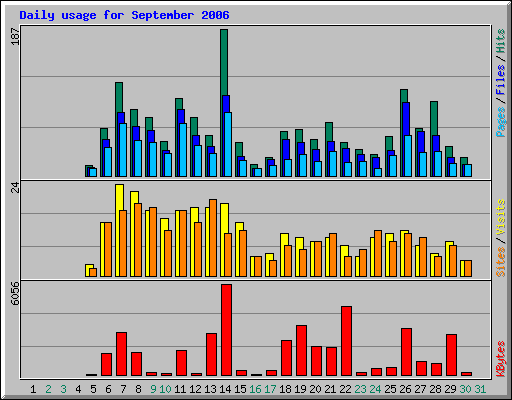 Daily usage for September 2006
187
Pages / Files / Hits
24
Sites / Visits
6056
KBytes
1 2 3 4 5 6 7 8 9 10 11 12 13 14 15 16 17 18 19 20 21 22 23 24 25 26 27 28 29 30 31